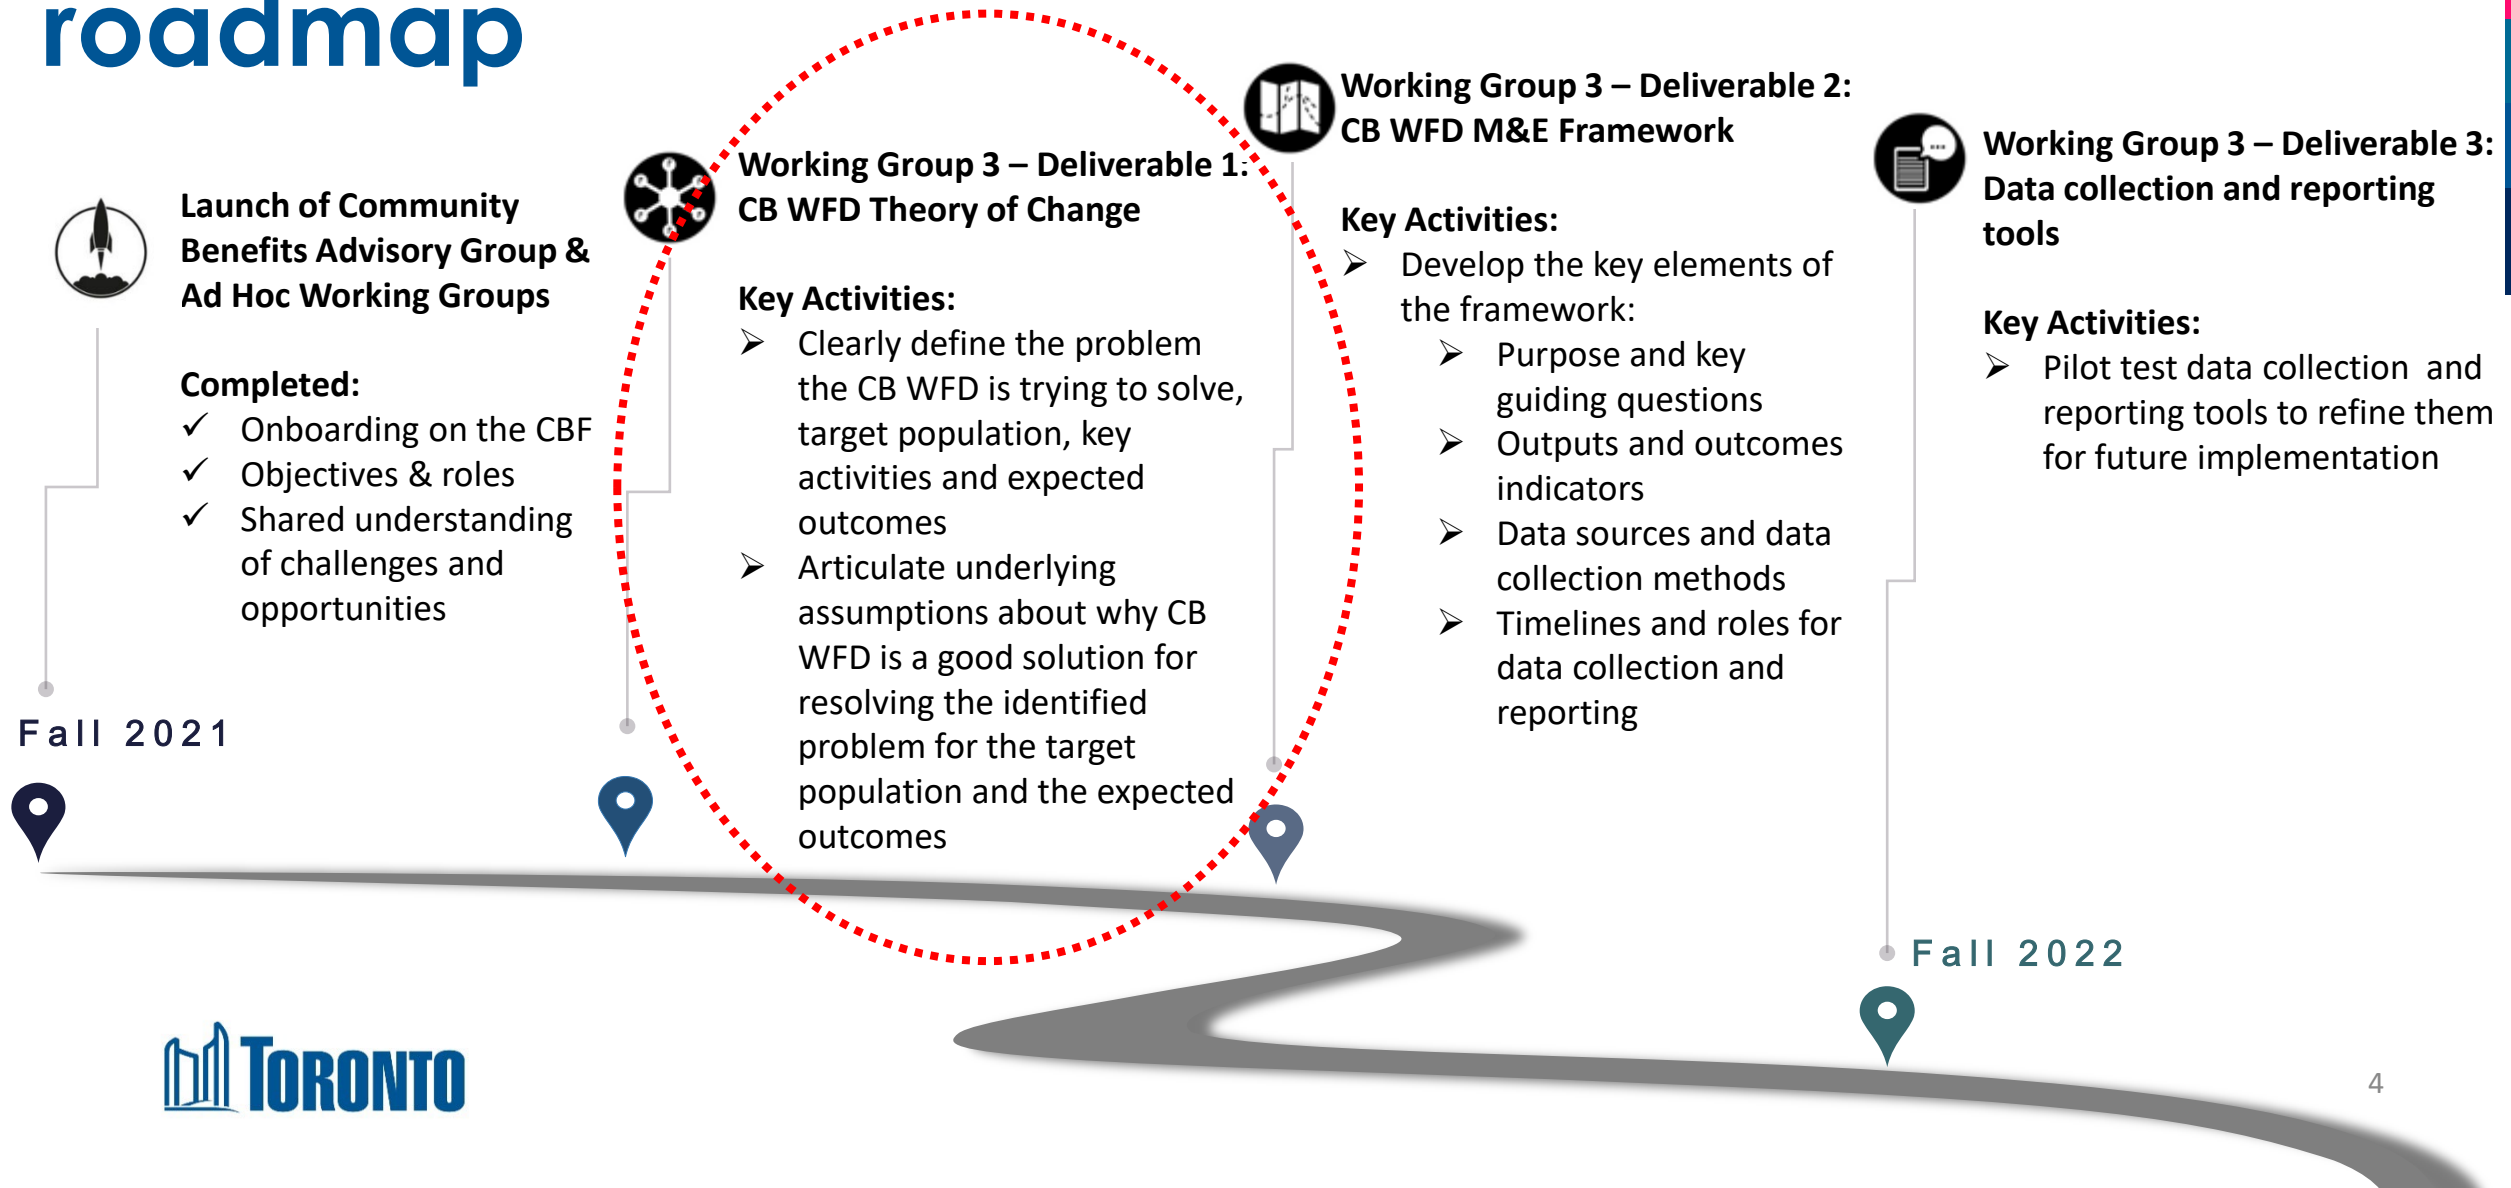 roadmap
Launch of Community
Benefits Advisory Group &
Ad Hoc Working Groups
Completed:
✓ Onboarding on the CBF
✓ Objectives & roles
✓ Shared understanding
of challenges and
opportunities
Fall 2021
Working Group 3 – Deliverable 1:
CB WFD Theory of Change
Key Activities:
➢ Clearly define the problem
the CB WFD is trying to solve,
target population, key
activities and expected
outcomes
➢ Articulate underlying
assumptions about why CB
WFD is a good solution for
resolving the identified
problem for the target
population and the expected
outcomes
Working Group 3 – Deliverable 2:
CB WFD M&E Framework
Key Activities:
➢ Develop the key elements of
the framework:
➢ Purpose and key
guiding questions
➢ Outputs and outcomes
indicators
➢ Data sources and data
collection methods
➢ Timelines and roles for
data collection and
reporting
Working Group 3 – Deliverable 3:
Data collection and reporting
tools
Key Activities:
➢ Pilot test data collection and
reporting tools to refine them
for future implementation
Fall 2022
TORONTO
4